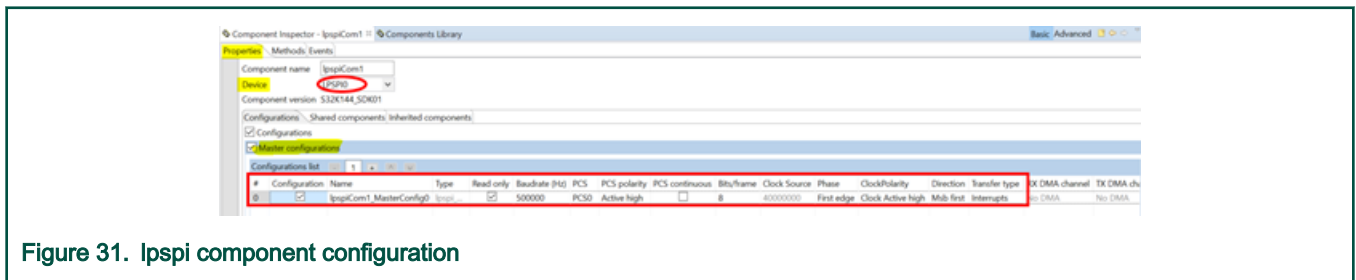 Component Inspector - lpspiCom1 Components Library Basic Advanced
Properties Methods Events
Component name lpspiCom1
Device LPSPI0
Component version S32K144_SDK01
Configurations Shared components Inherited components
Configurations
Master configurations
Configurations list 1
# Configuration Name Type Read only Baudrate (Hz) PCS PCS polarity PCS continuous Bits/frame Clock Source Phase ClockPolarity Direction Transfer type RX DMA channel TX DMA cha
0 lpspiCom1_MasterConfig0 lpspi_... 500000 PCS0 Active high 8 40000000 First edge Clock Active high Msb first Interrupts No DMA No DMA
Figure 31. lpspi component configuration